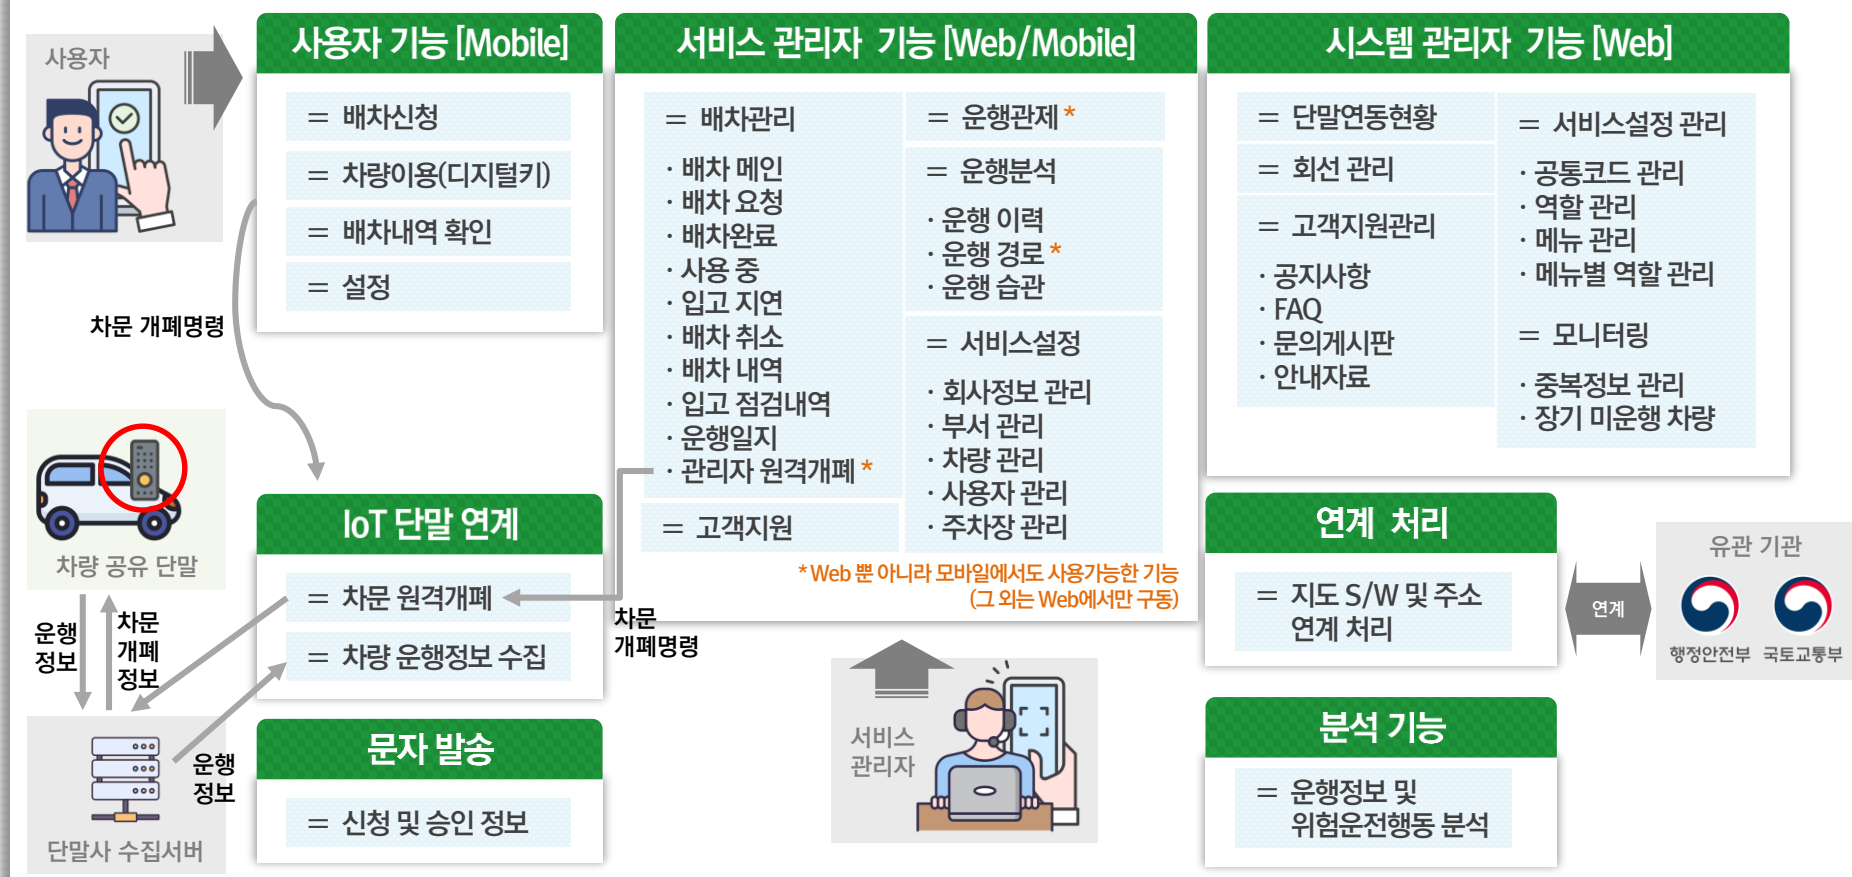 사용자
사용자 기능 [Mobile]
= 배차신청
= 차량이용(디지털키)
= 배차내역 확인
= 설정
차문 개폐명령
서비스 관리자 기능 [Web/Mobile]
= 배차관리
· 배차 메인
· 배차 요청
· 배차완료
· 사용 중
· 입고 지연
· 배차 취소
· 배차 내역
· 입고 점검내역
· 운행일지
· 관리자 원격개폐 *
= 고객지원
= 운행관제 *
= 운행분석
· 운행 이력
· 운행 경로 *
· 운행 습관
= 서비스설정
· 회사정보 관리
· 부서 관리
· 차량 관리
· 사용자 관리
· 주차장 관리
* Web 뿐 아니라 모바일에서도 사용가능한 기능
(그 외는 Web에서만 구동)
시스템 관리자 기능 [Web]
= 단말연동현황
= 회선 관리
= 고객지원관리
· 공지사항
· FAQ
· 문의게시판
· 안내자료
= 서비스설정 관리
· 공통코드 관리
· 역할 관리
· 메뉴 관리
· 메뉴별 역할 관리
= 모니터링
· 중복정보 관리
· 장기 미운행 차량
차량 공유 단말
운행
정보
차문
개폐
정보
단말사 수집서버
운행
정보
IoT 단말 연계
= 차문 원격개폐
= 차량 운행정보 수집
차문
개폐명령
문자 발송
= 신청 및 승인 정보
서비스
관리자
연계 처리
= 지도 S/W 및 주소
연계 처리
연계
유관 기관
행정안전부
국토교통부
분석 기능
= 운행정보 및
위험운전행동 분석